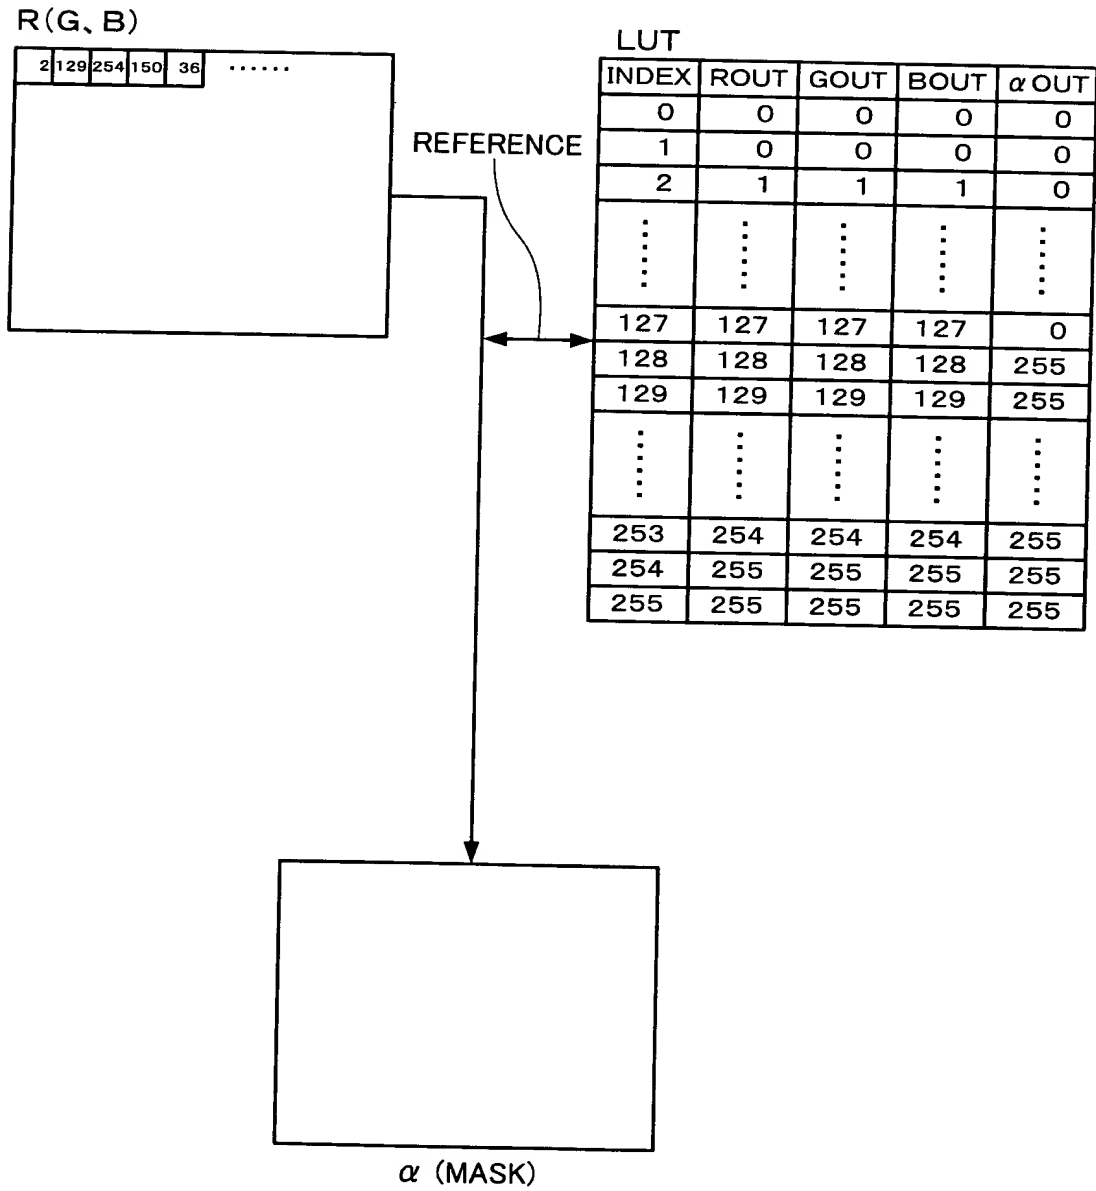 R(G、B)
2 129 254 150 36 ······
LUT
INDEX ROUT GOUT BOUT α OUT
0 0 0 0 0
1 0 0 0 0
2 1 1 1 0
REFERENCE
127 127 127 127 0
128 128 128 128 255
129 129 129 129 255
253 254 254 254 255
254 255 255 255 255
255 255 255 255 255
α (MASK)